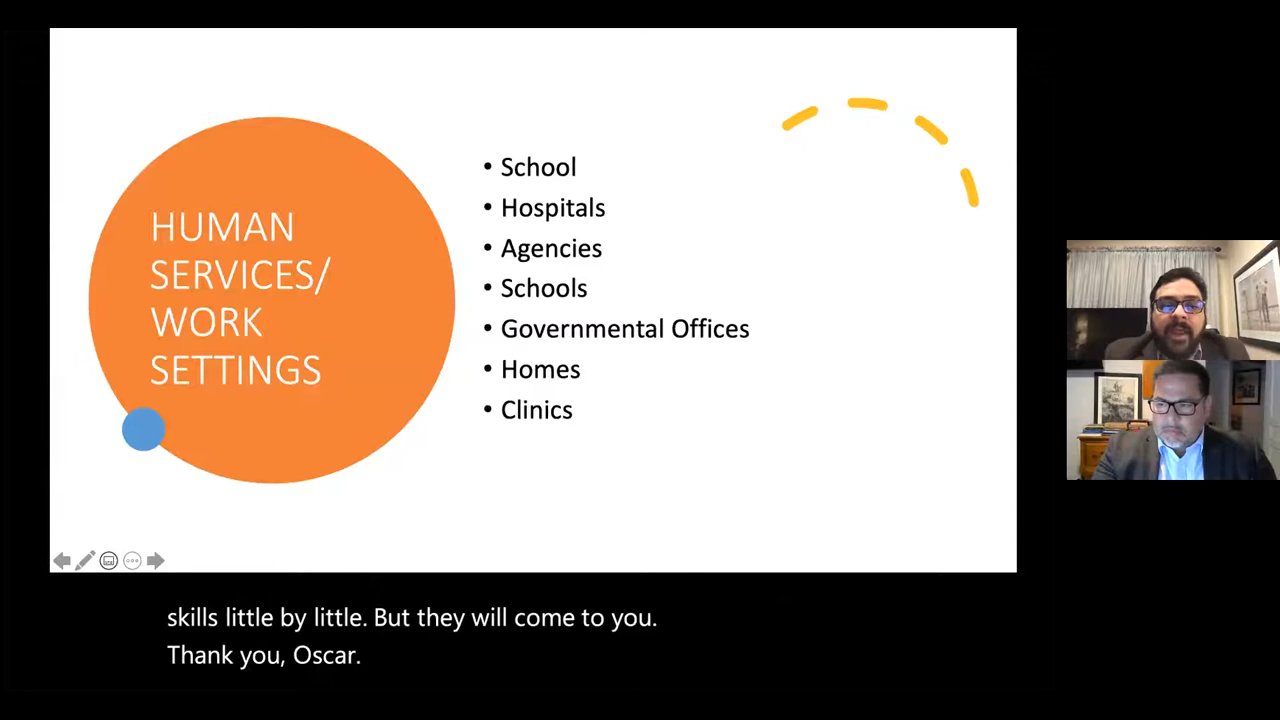 HUMAN
SERVICES/
WORK
SETTINGS
• School
• Hospitals
• Agencies
• Schools
• Governmental Offices
• Homes
• Clinics
skills little by little. But they will come to you.
Thank you, Oscar.